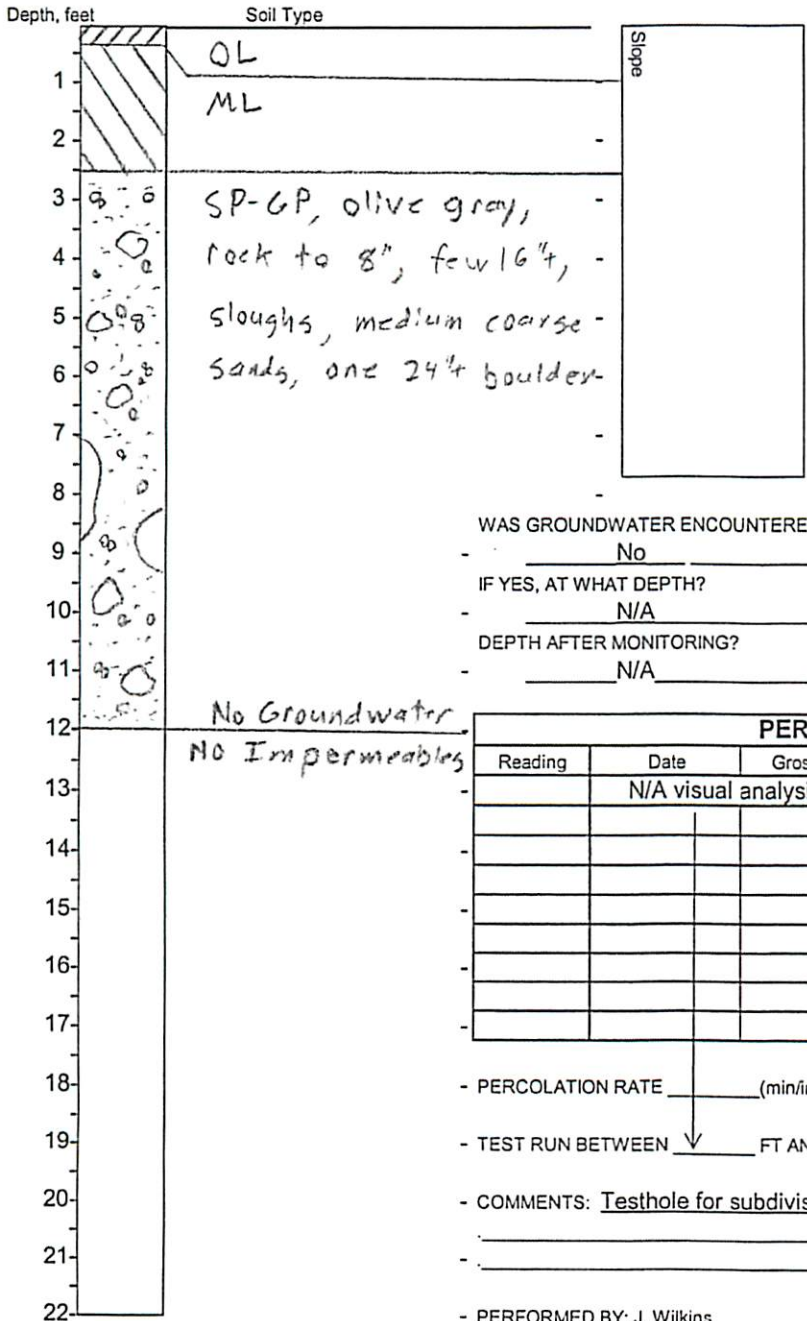 Depth, feet Soil Type
OL
Slope
1
ML
2
3 SP-GP, olive gray,
4 rock to 8", few 16"+,
5 sloughs, medium coarse
6 sands, one 24"+ boulder
7
8
WAS GROUNDWATER ENCOUNTERE
9 No
IF YES, AT WHAT DEPTH?
10 N/A
DEPTH AFTER MONITORING?
11 N/A
No Groundwater
12 PER
No Impermeables Reading Date Gros
13 N/A visual analysi
14
15
16
17
18 PERCOLATION RATE (min/i
19 TEST RUN BETWEEN FT AN
20 COMMENTS: Testhole for subdivis
21
22 PERFORMED BY: J. Wilkins